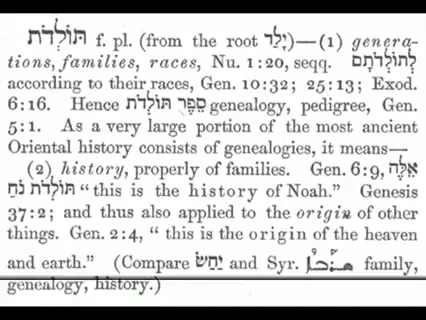 תּוֹלְדֹת f. pl. (from the root יָלַד)—(1) genera-
tions, families, races, Nu. 1:20, seqq. לְתוֹלְדֹתָם
according to their races, Gen. 10:32; 25:13; Exod.
6:16. Hence סֵפֶר תּוֹלְדֹת genealogy, pedigree, Gen.
5:1. As a very large portion of the most ancient
Oriental history consists of genealogies, it means—
(2) history, properly of families. Gen. 6:9, אֵלֶּה
תּוֹלְדֹת נֹחַ “this is the history of Noah.” Genesis
37:2; and thus also applied to the origin of other
things. Gen. 2:4, “this is the origin of the heaven
and earth.” (Compare יַחַשׂ and Syr. family,
genealogy, history.)